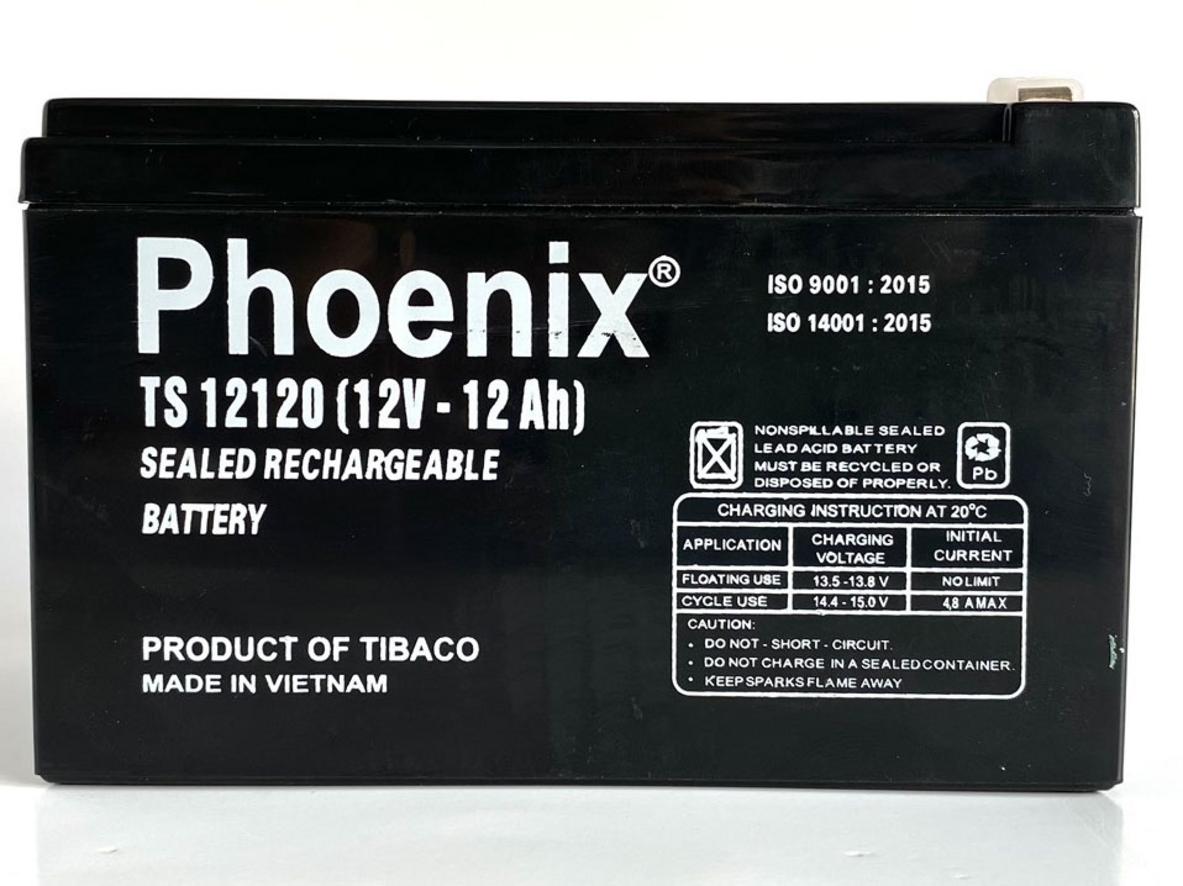 Phoenix®
TS 12120 (12V - 12 Ah)
SEALED RECHARGEABLE
BATTERY
PRODUCT OF TIBACO
MADE IN VIETNAM
ISO 9001 : 2015
ISO 14001 : 2015
NONSPILLABLE SEALED
LEAD ACID BATTERY
MUST BE RECYCLED OR
DISPOSED OF PROPERLY.
Pb
CHARGING INSTRUCTION AT 20°C
APPLICATION CHARGING VOLTAGE INITIAL CURRENT
FLOATING USE 13.5 -13.8 V NO LIMIT
CYCLE USE 14.4 - 15.0 V 4,8 A MAX
CAUTION:
• DO NOT - SHORT - CIRCUIT.
• DO NOT CHARGE IN A SEALED CONTAINER.
• KEEP SPARKS FLAME AWAY